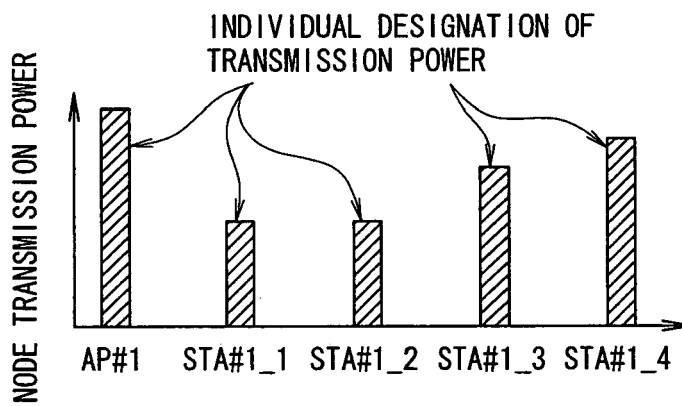 INDIVIDUAL DESIGNATION OF
TRANSMISSION POWER
NODE TRANSMISSION POWER
AP#1 STA#1_1 STA#1_2 STA#1_3 STA#1_4